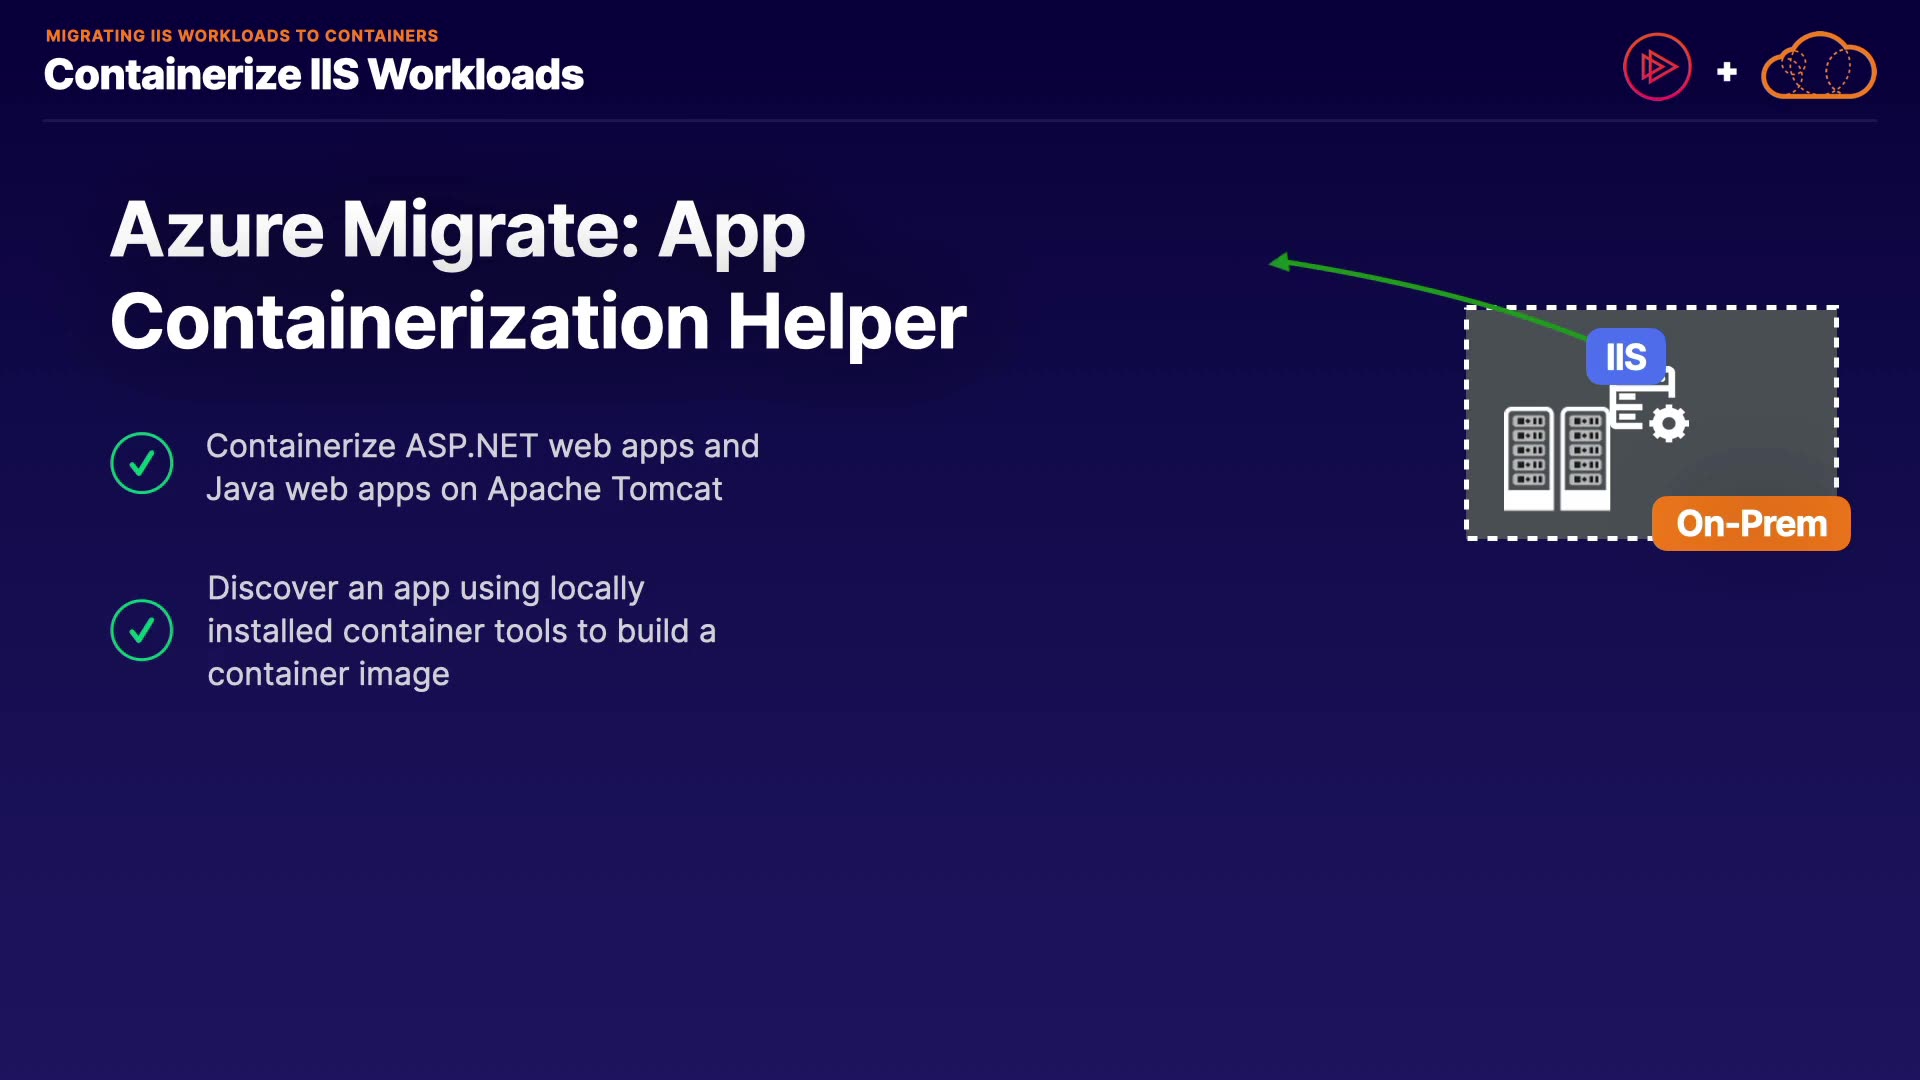 MIGRATING IIS WORKLOADS TO CONTAINERS
Containerize IIS Workloads
Azure Migrate: App
Containerization Helper
Containerize ASP.NET web apps and
Java web apps on Apache Tomcat
Discover an app using locally
installed container tools to build a
container image
IIS
On-Prem